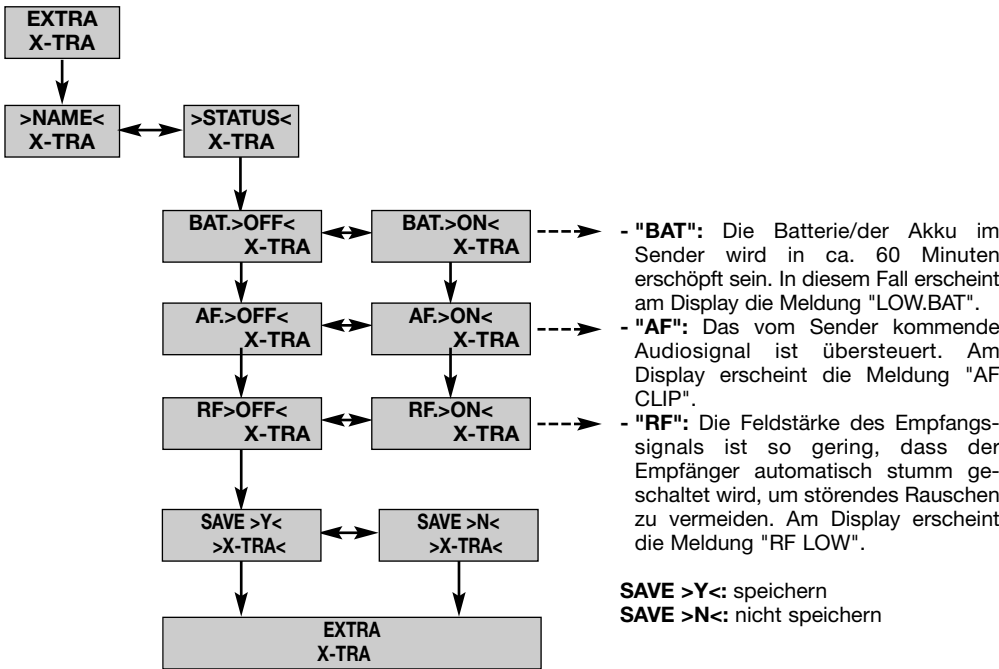 EXTRA
X-TRA
>NAME<
X-TRA
>STATUS<
X-TRA
BAT.>OFF<
X-TRA
BAT.>ON<
X-TRA
AF.>OFF<
X-TRA
AF.>ON<
X-TRA
RF>OFF<
X-TRA
RF.>ON<
X-TRA
SAVE >Y<
>X-TRA<
SAVE >N<
>X-TRA<
EXTRA
X-TRA
- "BAT": Die Batterie/der Akku im
Sender wird in ca. 60 Minuten
erschöpft sein. In diesem Fall erscheint
am Display die Meldung "LOW.BAT".
- "AF": Das vom Sender kommende
Audiosignal ist übersteuert. Am
Display erscheint die Meldung "AF
CLIP".
- "RF": Die Feldstärke des Empfangs-
signals ist so gering, dass der
Empfänger automatisch stumm ge-
schaltet wird, um störendes Rauschen
zu vermeiden. Am Display erscheint
die Meldung "RF LOW".
SAVE >Y<: speichern
SAVE >N<: nicht speichern